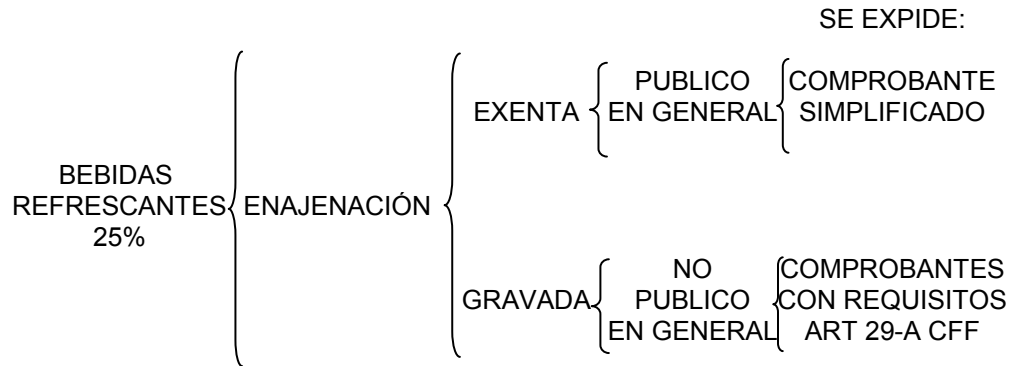 SE EXPIDE:
BEBIDAS
REFRESCANTES
25%
ENAJENACIÓN
EXENTA
PUBLICO
EN GENERAL
COMPROBANTE
SIMPLIFICADO
GRAVADA
NO
PUBLICO
EN GENERAL
COMPROBANTES
CON REQUISITOS
ART 29-A CFF